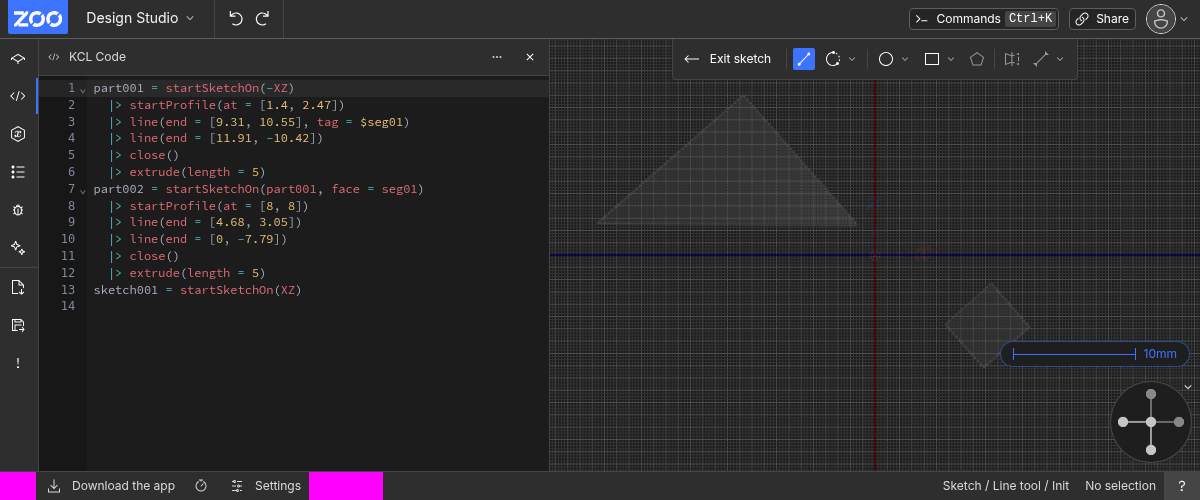 ZOO
Design Studio
Commands Ctrl+K
Share
KCL Code
Exit sketch
1 part001 = startSketchOn(-XZ)
2 |> startProfile(at = [1.4, 2.47])
3 |> line(end = [9.31, 10.55], tag = $seg01)
4 |> line(end = [11.91, -10.42])
5 |> close()
6 |> extrude(length = 5)
7 part002 = startSketchOn(part001, face = seg01)
8 |> startProfile(at = [8, 8])
9 |> line(end = [4.68, 3.05])
10 |> line(end = [0, -7.79])
11 |> close()
12 |> extrude(length = 5)
13 sketch001 = startSketchOn(XZ)
14
10mm
Download the app
Settings
Sketch / Line tool / Init
No selection
?